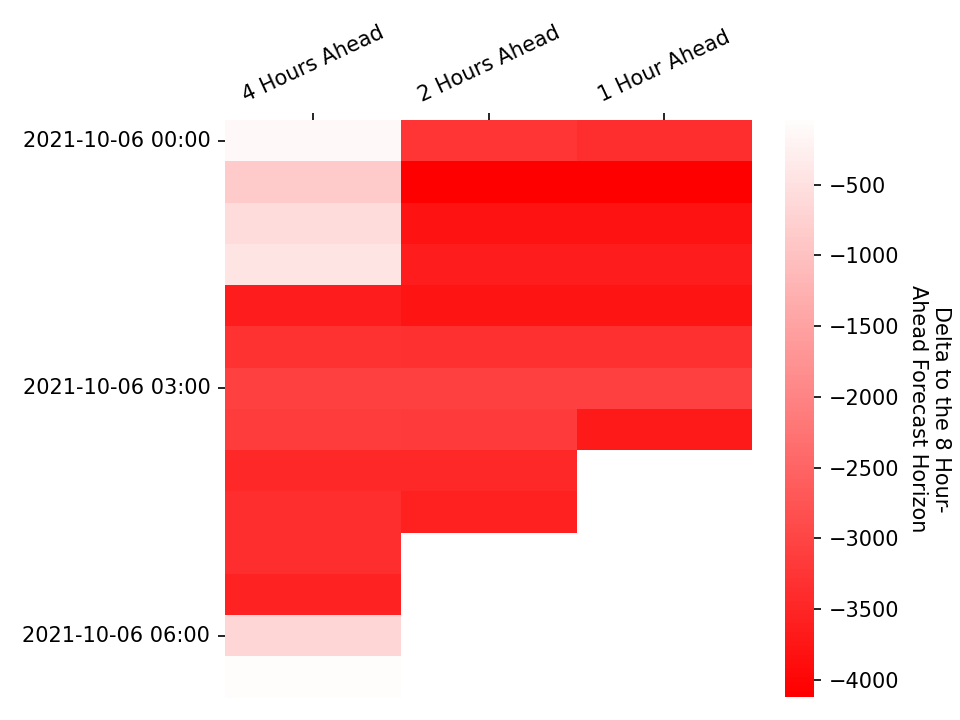 4 Hours Ahead
2 Hours Ahead
1 Hour Ahead
2021-10-06 00:00
2021-10-06 03:00
2021-10-06 06:00
−500
−1000
−1500
−2000
−2500
−3000
−3500
−4000
Delta to the 8 Hour-
Ahead Forecast Horizon